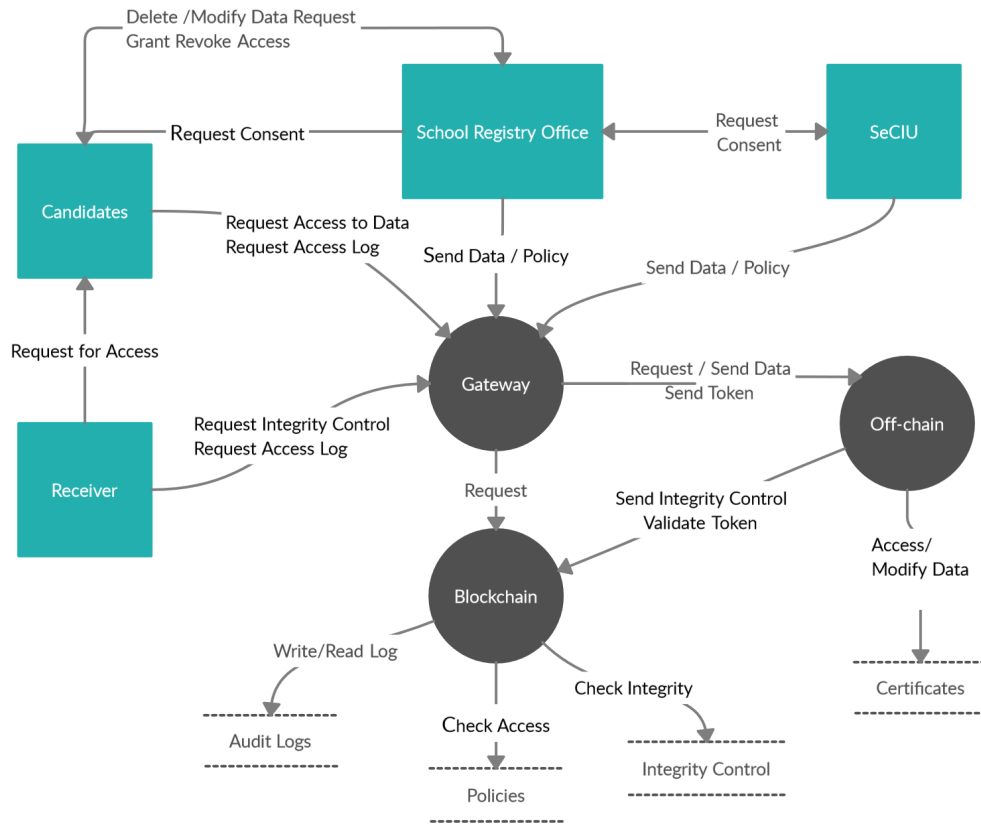 Delete /Modify Data Request
Grant Revoke Access
Request Consent
School Registry Office
Request
Consent
SeCIU
Candidates
Request Access to Data
Request Access Log
Send Data / Policy
Send Data / Policy
Request for Access
Gateway
Request / Send Data
Send Token
Off-chain
Request Integrity Control
Request Access Log
Receiver
Request
Send Integrity Control
Validate Token
Access/
Modify Data
Blockchain
Write/Read Log
Check Integrity
Certificates
Check Access
Audit Logs
Integrity Control
Policies